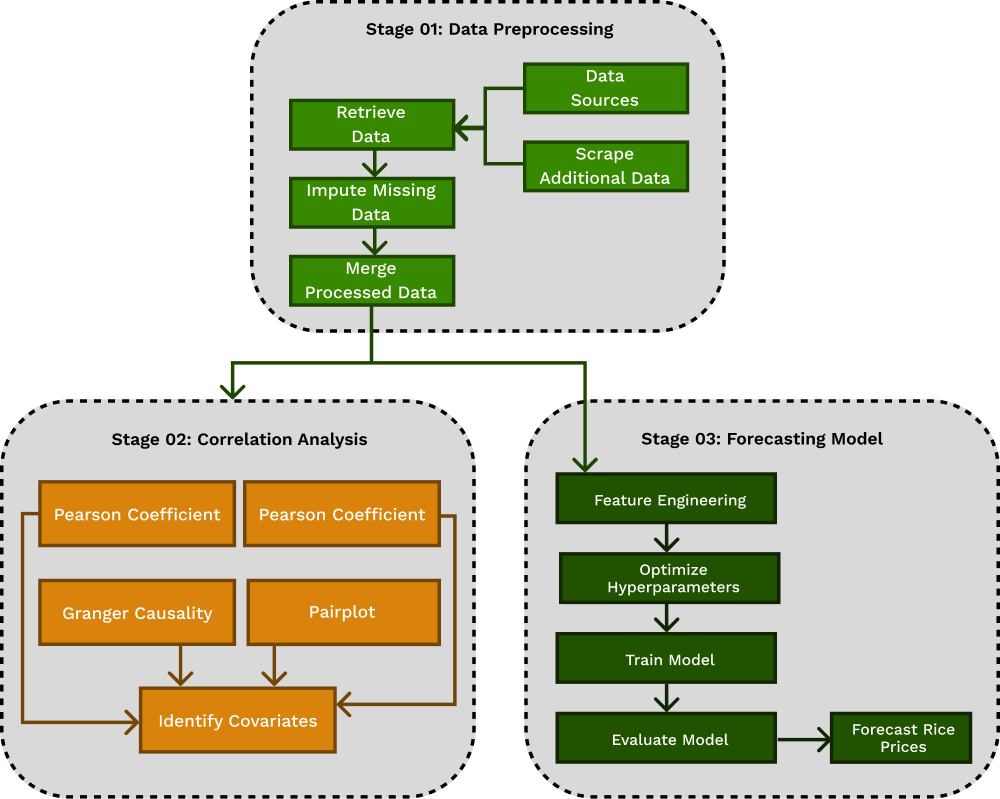 Stage 01: Data Preprocessing
Data
Sources
Retrieve
Data
Scrape
Additional Data
Impute Missing
Data
Merge
Processed Data
Stage 02: Correlation Analysis
Pearson Coefficient
Pearson Coefficient
Granger Causality
Pairplot
Identify Covariates
Stage 03: Forecasting Model
Feature Engineering
Optimize
Hyperparameters
Train Model
Evaluate Model
Forecast Rice
Prices